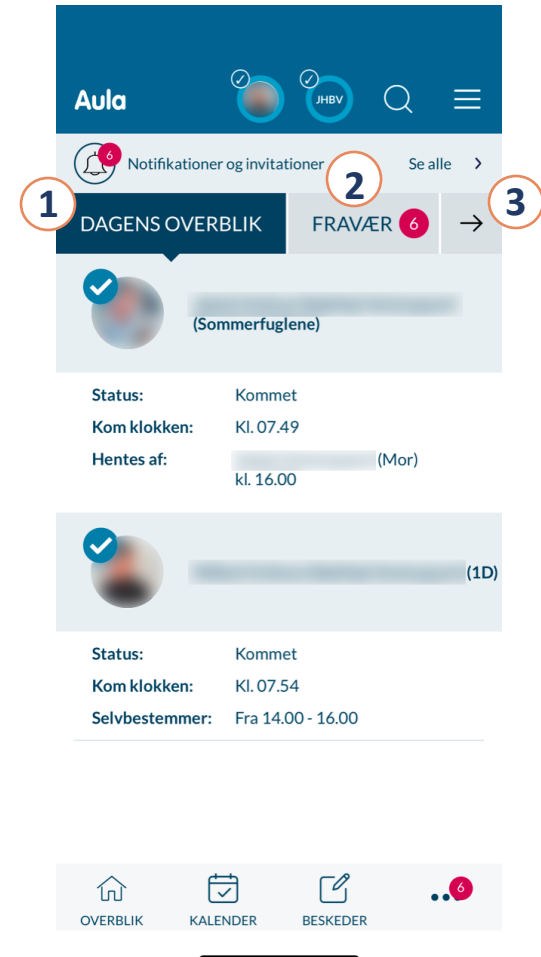 Aula
JHBV
6
Notifikationer og invitationer
Se alle
1
2
3
DAGENS OVERBLIK
FRAVÆR 6
(Sommerfuglene)
Status: Kommet
Kom klokken: Kl. 07.49
Hentes af: (Mor)
kl. 16.00
(1D)
Status: Kommet
Kom klokken: Kl. 07.54
Selvbestemmer: Fra 14.00 - 16.00
6
OVERBLIK
KALENDER
BESKEDER